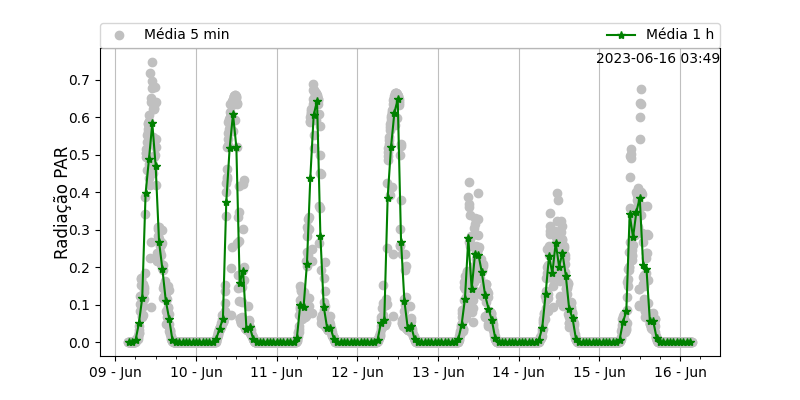 Média 5 min
Média 1 h
2023-06-16 03:49
Radiação PAR
0.7
0.6
0.5
0.4
0.3
0.2
0.1
0.0
09 - Jun
10 - Jun
11 - Jun
12 - Jun
13 - Jun
14 - Jun
15 - Jun
16 - Jun